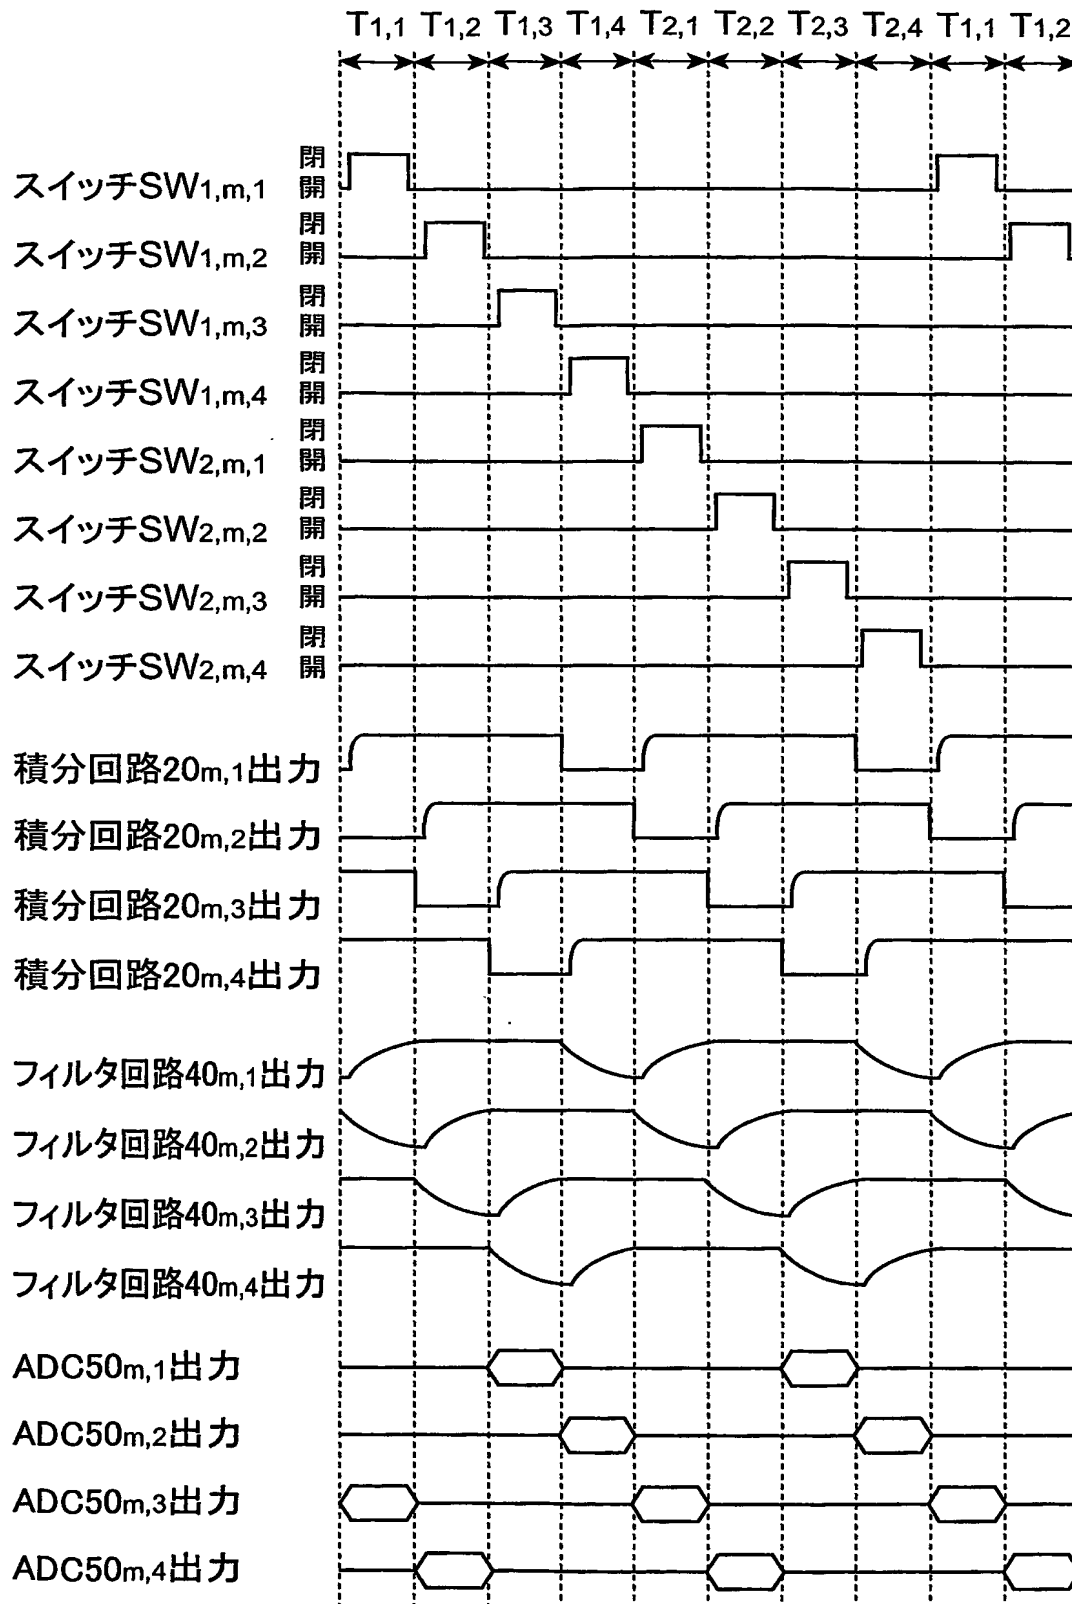 T1,1 T1,2 T1,3 T1,4 T2,1 T2,2 T2,3 T2,4 T1,1 T1,2
閉
スイッチSW1,m,1 開
閉
スイッチSW1,m,2 開
閉
スイッチSW1,m,3 開
閉
スイッチSW1,m,4 開
閉
スイッチSW2,m,1 開
閉
スイッチSW2,m,2 開
閉
スイッチSW2,m,3 開
閉
スイッチSW2,m,4 開
積分回路20m,1出力
積分回路20m,2出力
積分回路20m,3出力
積分回路20m,4出力
フィルタ回路40m,1出力
フィルタ回路40m,2出力
フィルタ回路40m,3出力
フィルタ回路40m,4出力
ADC50m,1出力
ADC50m,2出力
ADC50m,3出力
ADC50m,4出力